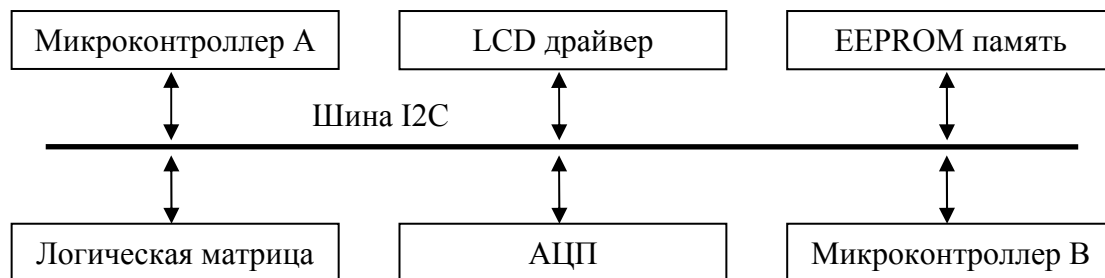 Микроконтроллер А
LCD драйвер
EEPROM память
Шина I2C
Логическая матрица
АЦП
Микроконтроллер В